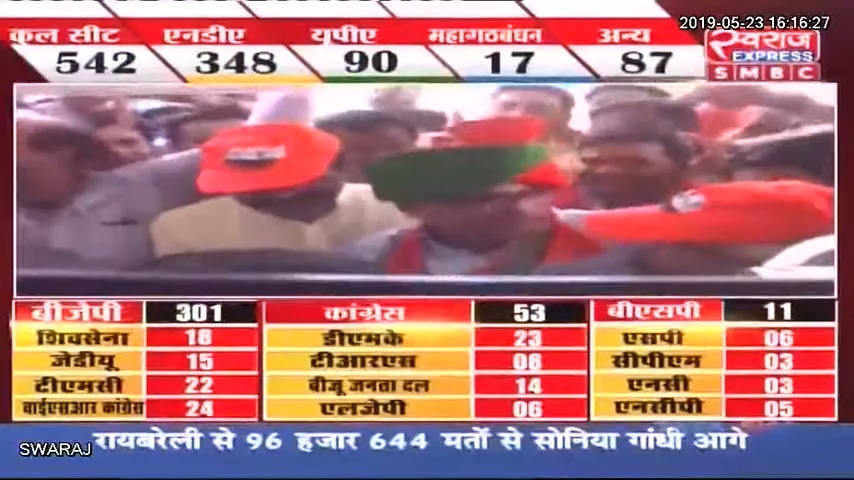 2019-05-23 16:16:27
कुल सीट एनडीए यूपीए महागठबंधन अन्य
542 348 90 17 87
स्वराज
EXPRESS
SMBC
बीजेपी 301 कांग्रेस 53 बीएसपी 11
शिवसेना 18 डीएमके 23 एसपी 06
जेडीयू 15 टीआरएस 08 सीपीएम 03
टीएमसी 22 बीजू जनता दल 14 एनसी 03
वाईएसआर कांग्रेस 24 एलजेपी 06 एनसीपी 05
रायबरेली से 96 हजार 644 मतों से सोनिया गांधी आगे
SWARAJ